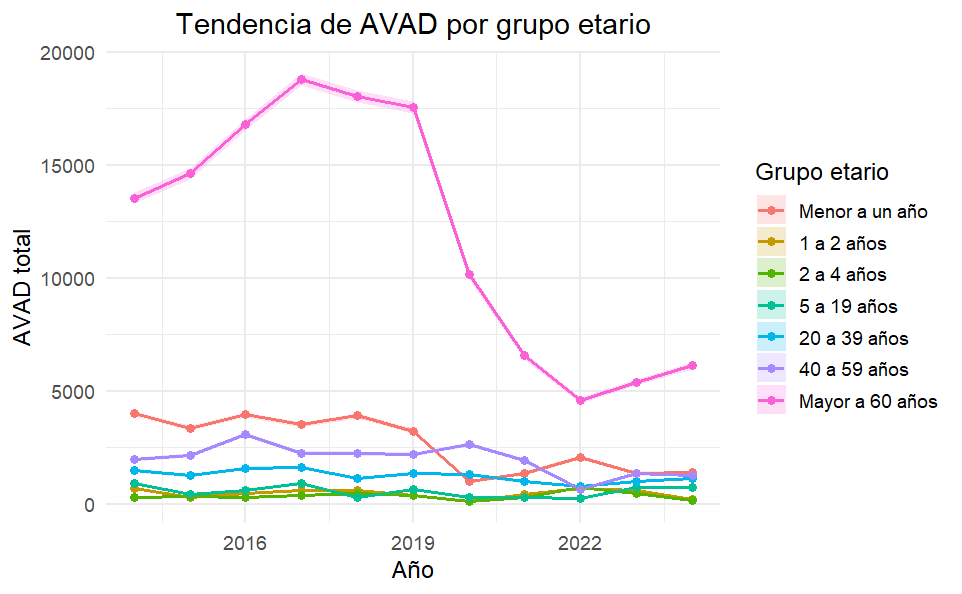 Tendencia de AVAD por grupo etario
AVAD total
20000
15000
10000
5000
0
2016
2019
2022
Año
Grupo etario
Menor a un año
1 a 2 años
2 a 4 años
5 a 19 años
20 a 39 años
40 a 59 años
Mayor a 60 años